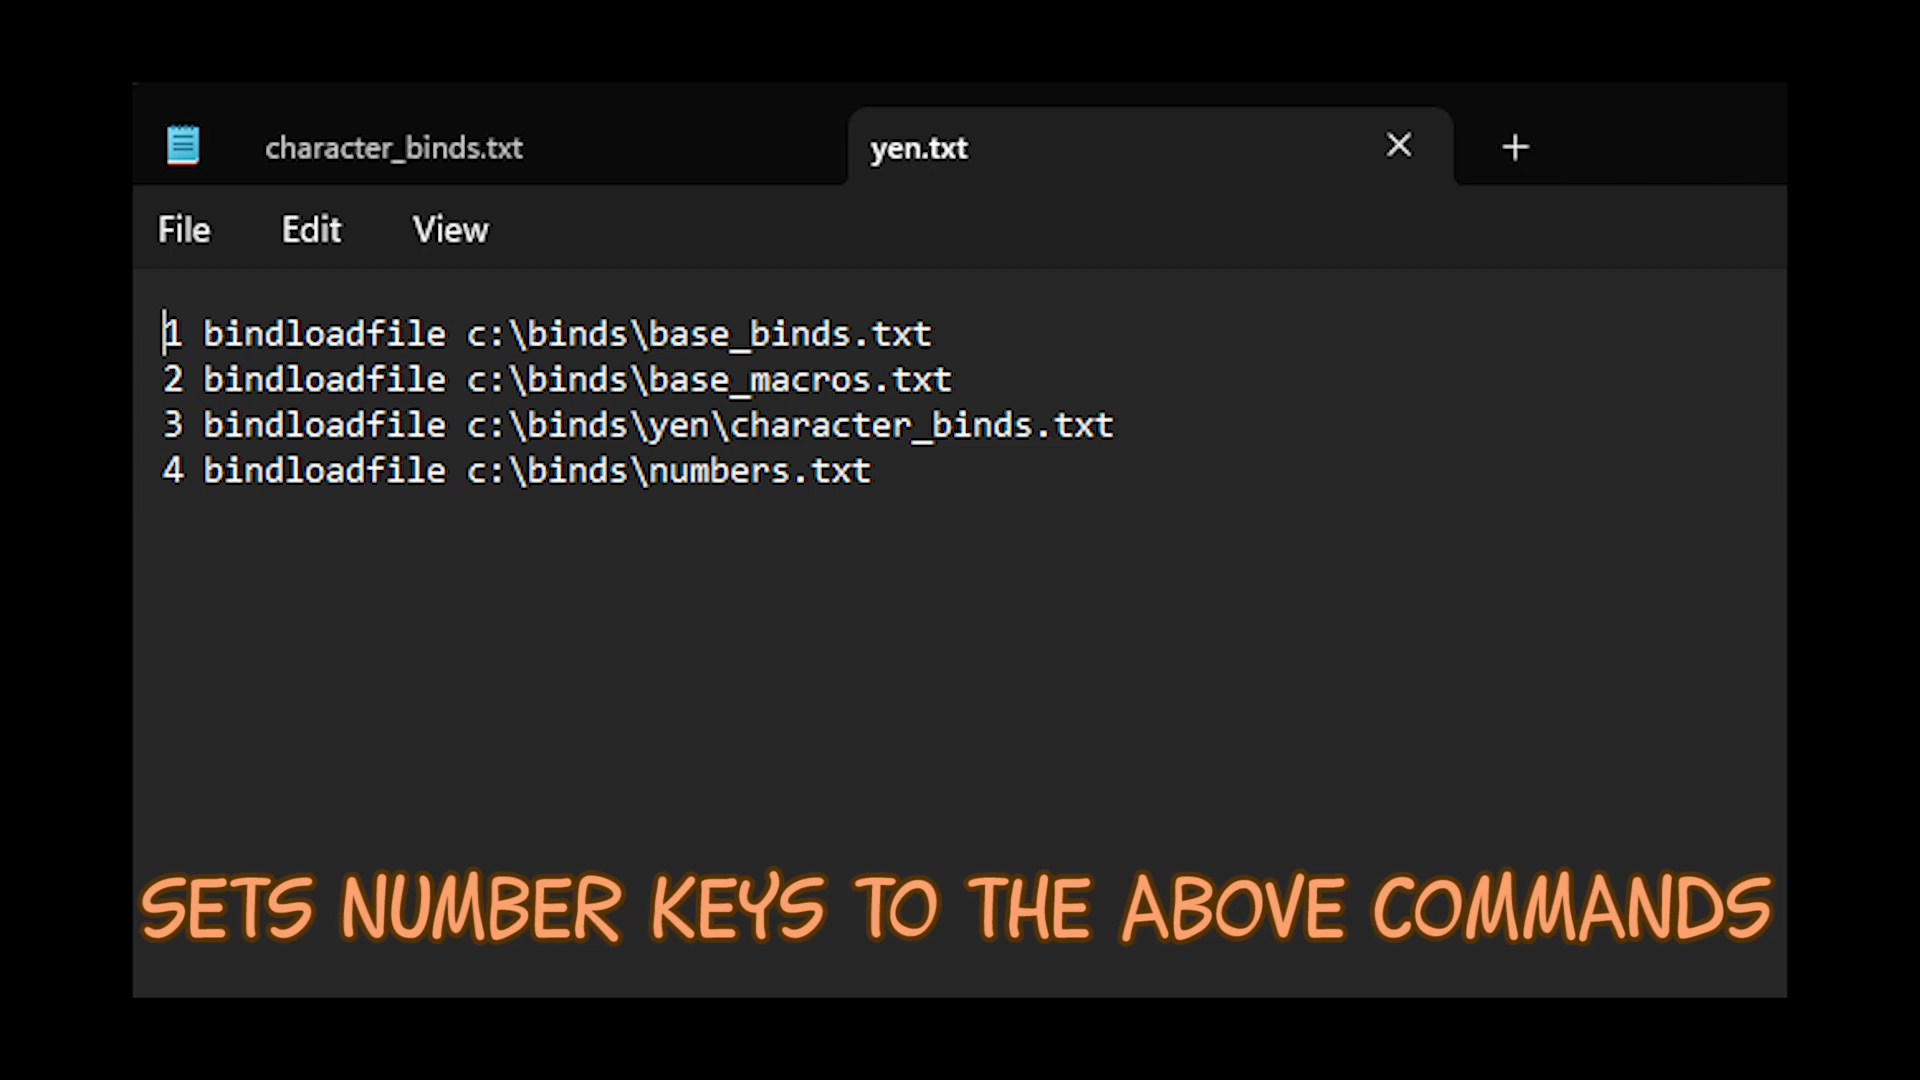 character_binds.txt
yen.txt
File Edit View
1 bindloadfile c:\binds\base_binds.txt
2 bindloadfile c:\binds\base_macros.txt
3 bindloadfile c:\binds\yen\character_binds.txt
4 bindloadfile c:\binds\numbers.txt
SETS NUMBER KEYS TO THE ABOVE COMMANDS